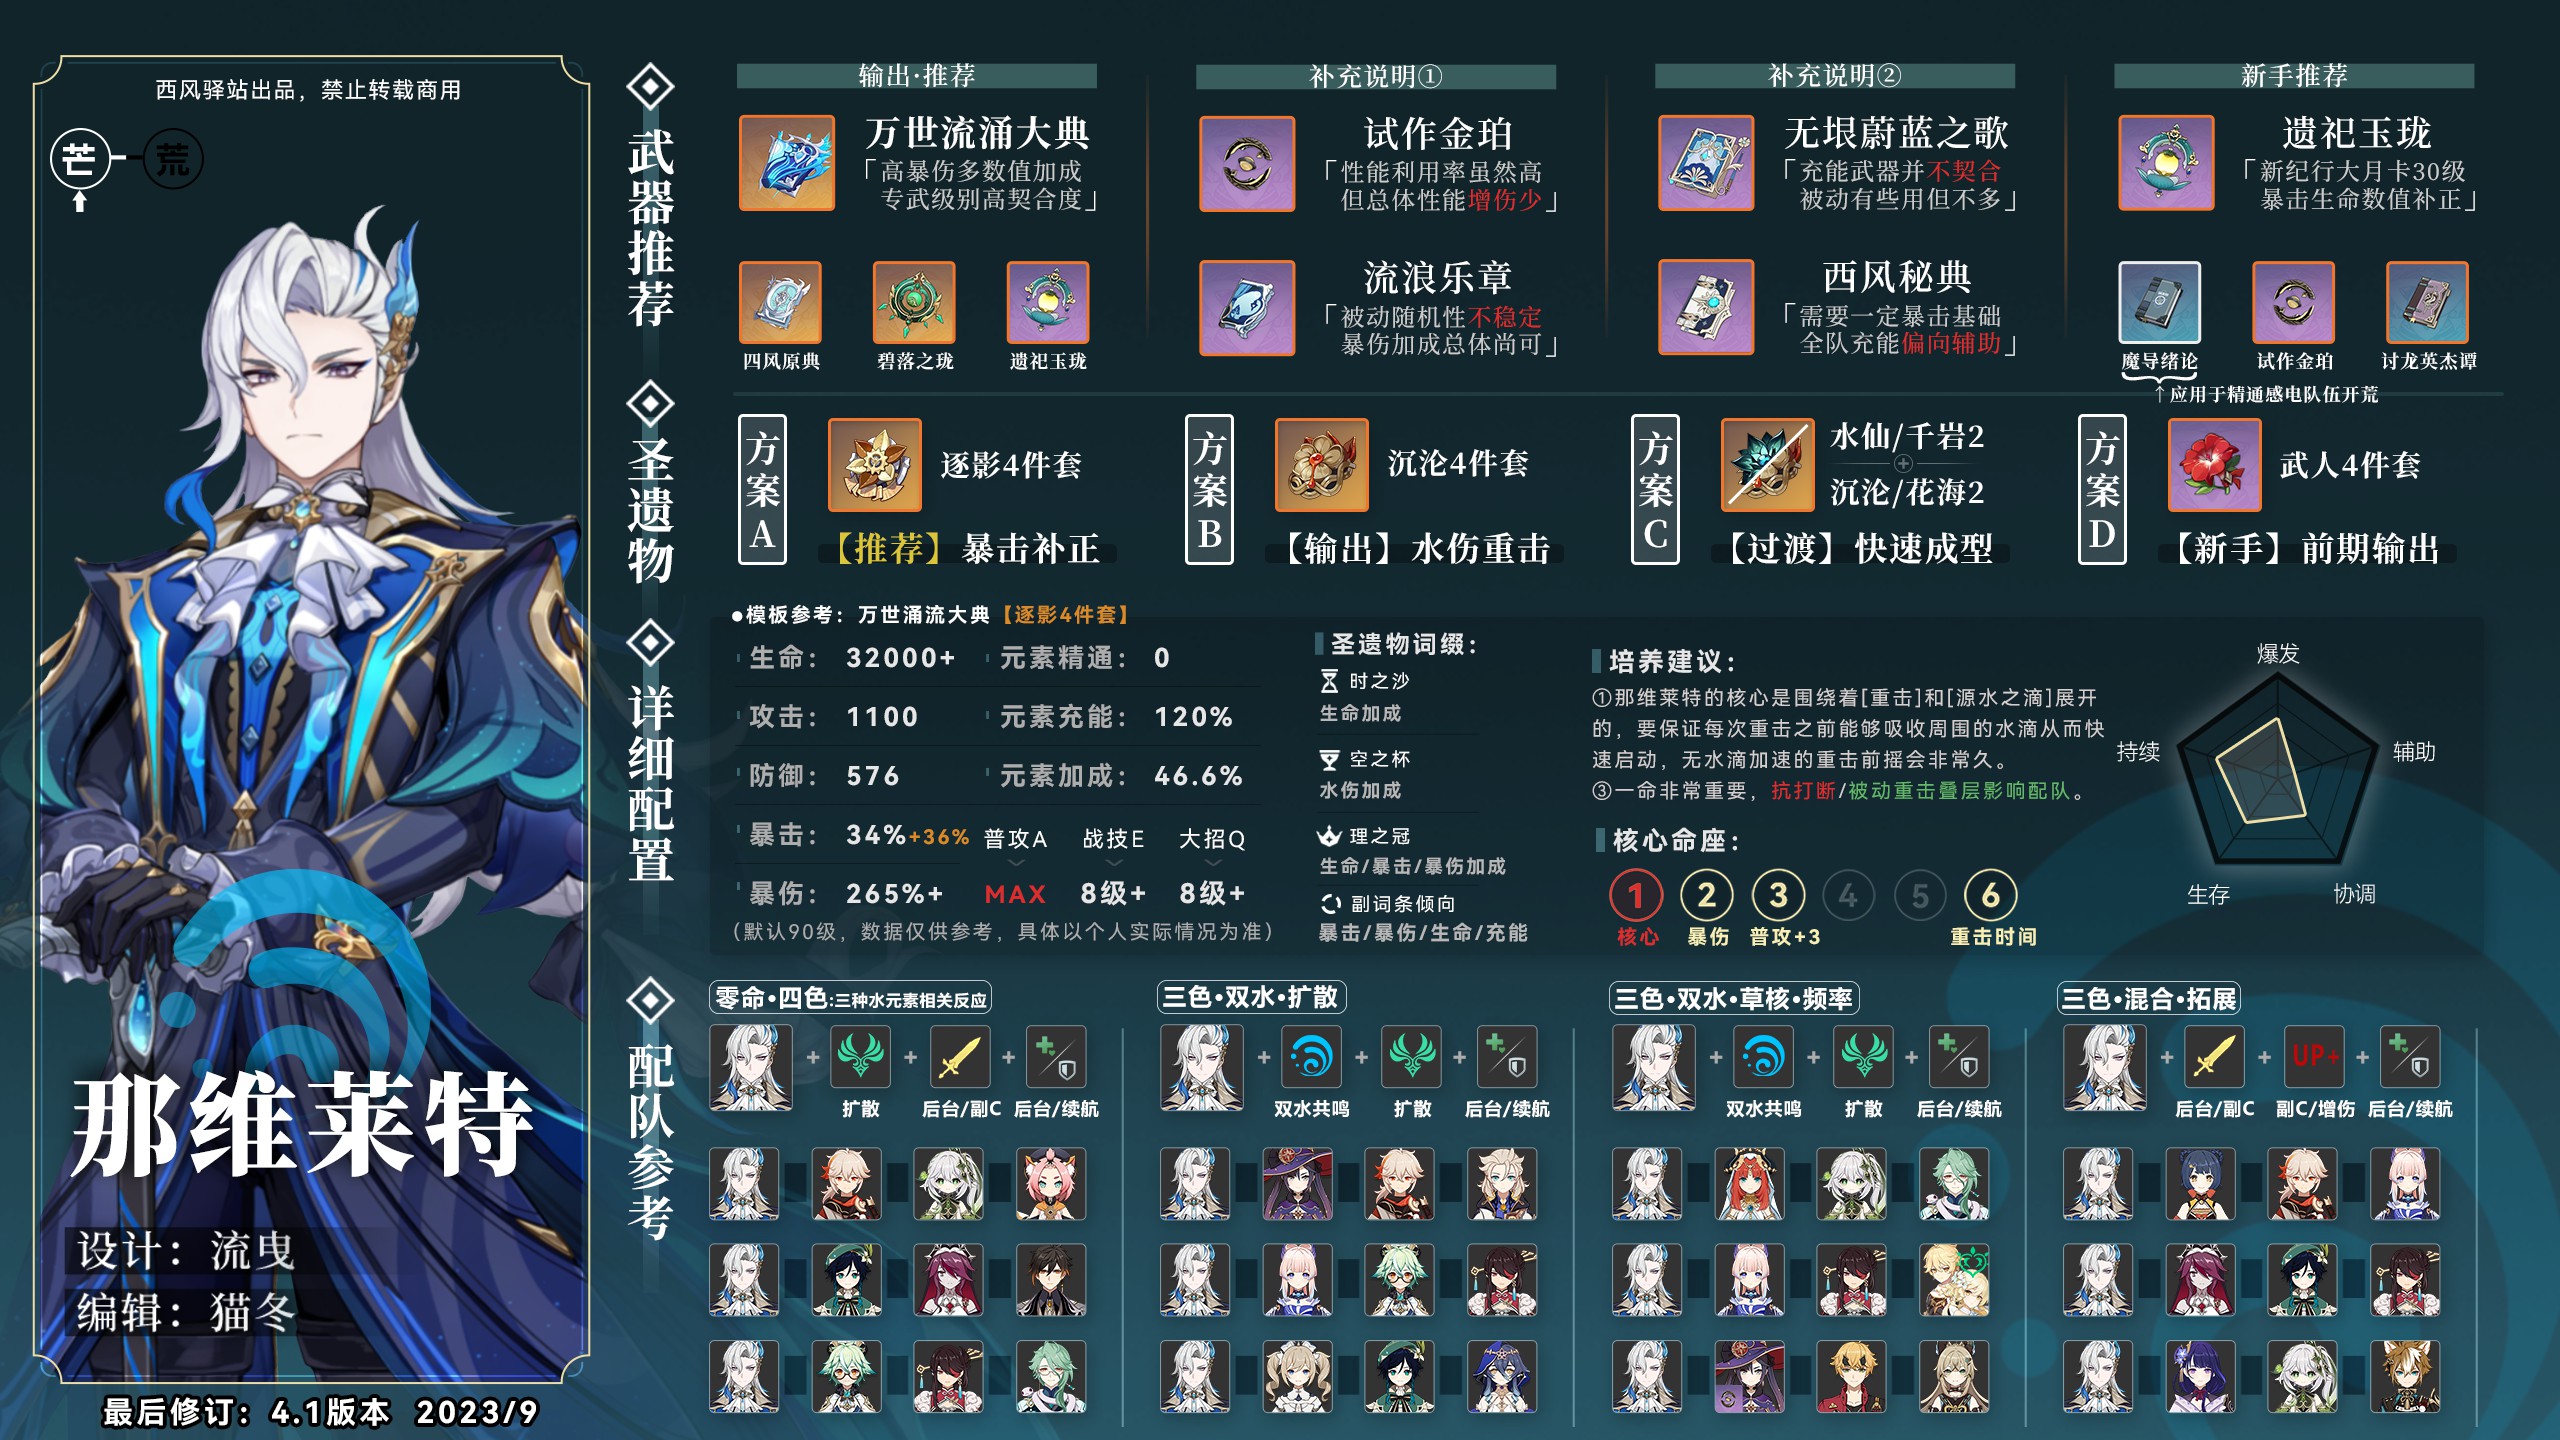 西风驿站出品，禁止转载商用
芒
荒
那维莱特
设计：流曳
编辑：猫冬
最后修订：4.1版本 2023/9
武器推荐
输出·推荐
万世流涌大典
「高暴伤多数值加成
专武级别高契合度」
四风原典
碧落之珑
遗祀玉珑
补充说明①
试作金珀
「性能利用率虽然高
但总体性能增伤少」
流浪乐章
「被动随机性不稳定
暴伤加成总体尚可」
补充说明②
无垠蔚蓝之歌
「充能武器并不契合
被动有些用但不多」
西风秘典
「需要一定暴击基础
全队充能偏向辅助」
新手推荐
遗祀玉珑
「新纪行大月卡30级
暴击生命数值补正」
魔导绪论
试作金珀
讨龙英杰谭
↑应用于精通感电队伍开荒
圣遗物
方案A
逐影4件套
【推荐】暴击补正
方案B
沉沦4件套
【输出】水伤重击
方案C
水仙/千岩2
沉沦/花海2
【过渡】快速成型
方案D
武人4件套
【新手】前期输出
详细配置
●模板参考：万世涌流大典【逐影4件套】
生命：32000+ 元素精通：0
攻击：1100 元素充能：120%
防御：576 元素加成：46.6%
暴击：34%+36% 普攻A 战技E 大招Q
暴伤：265%+ MAX 8级+ 8级+
（默认90级，数据仅供参考，具体以个人实际情况为准）
圣遗物词缀：
时之沙
生命加成
空之杯
水伤加成
理之冠
生命/暴击/暴伤加成
副词条倾向
暴击/暴伤/生命/充能
培养建议：
①那维莱特的核心是围绕着[重击]和[源水之滴]展开
的，要保证每次重击之前能够吸收周围的水滴从而快
速启动，无水滴加速的重击前摇会非常久。
③一命非常重要，抗打断/被动重击叠层影响配队。
核心命座：
1 2 3 4 5 6
核心 暴伤 普攻+3 重击时间
爆发
辅助
协调
生存
持续
配队参考
零命·四色:三种水元素相关反应
+ + +
扩散 后台/副C 后台/续航
三色·双水·扩散
+ + +
双水共鸣 扩散 后台/续航
三色·双水·草核·频率
+ + +
双水共鸣 扩散 后台/续航
三色·混合·拓展
+ + UP+ +
后台/副C 副C/增伤 后台/续航